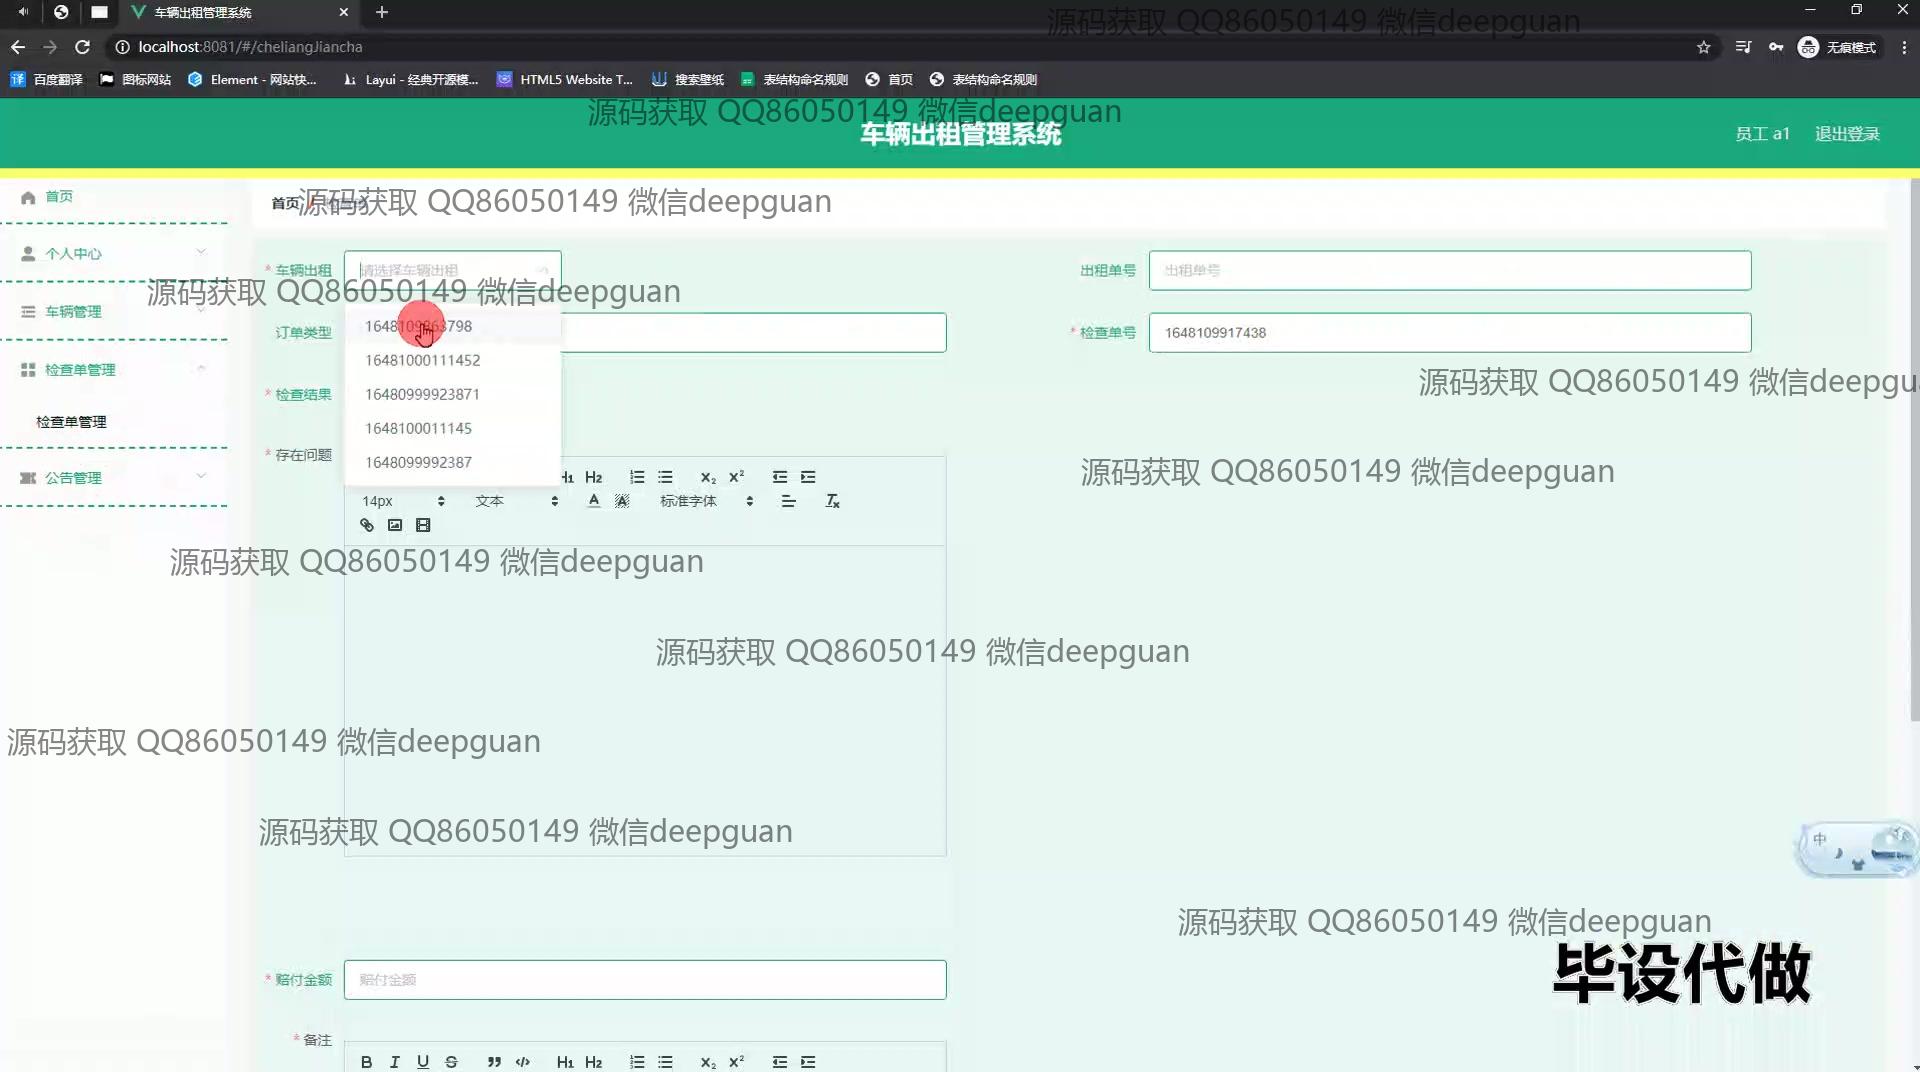 车辆出租管理系统
localhost:8081/#/cheliangJiancha
无痕模式
百度翻译 图标网站 Element - 网站快... Layui - 经典开源模... HTML5 Website T... 搜索壁纸 表结构命名规则 首页 表结构命名规则
源码获取 QQ86050149 微信deepguan
源码获取 QQ86050149 微信deepguan
车辆出租管理系统
员工 a1 退出登录
首页
首页 /
源码获取 QQ86050149 微信deepguan
个人中心
* 车辆出租 请选择车辆出租
出租单号 出租单号
源码获取 QQ86050149 微信deepguan
车辆管理
订单类型
1648109863798
* 检查单号 1648109917438
16481000111452
检查单管理
源码获取 QQ86050149 微信deepgu
* 检查结果
16480999923871
检查单管理
1648100011145
* 存在问题
1648099992387
公告管理
H1 H2 X2 X2
源码获取 QQ86050149 微信deepguan
14px 文本 A A 标准字体 Tx
源码获取 QQ86050149 微信deepguan
源码获取 QQ86050149 微信deepguan
源码获取 QQ86050149 微信deepguan
源码获取 QQ86050149 微信deepguan
中
源码获取 QQ86050149 微信deepguan
毕设代做
* 赔付金额 赔付金额
* 备注
B I U S H1 H2 X2 X2